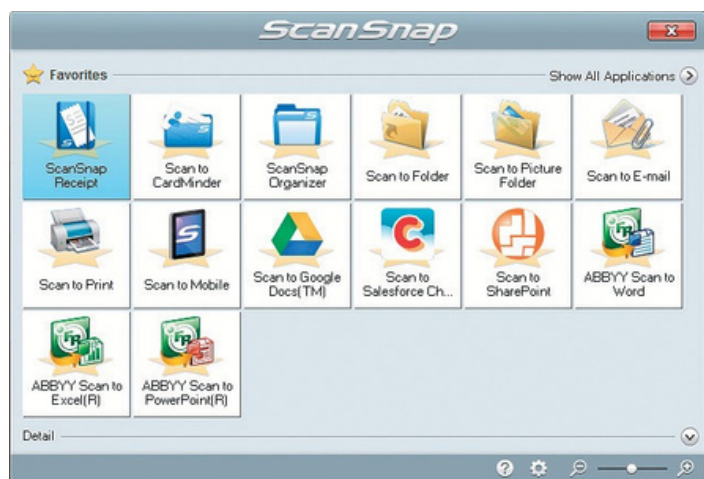 ScanSnap
Favorites
Show All Applications
ScanSnap
Receipt
Scan to
CardMinder
ScanSnap
Organizer
Scan to Folder
Scan to Picture
Folder
Scan to E-mail
Scan to Print
Scan to Mobile
Scan to Google
Docs(TM)
Scan to
Salesforce Ch...
Scan to
SharePoint
ABBYY Scan to
Word
ABBYY Scan to
Excel(R)
ABBYY Scan to
PowerPoint(R)
Detail